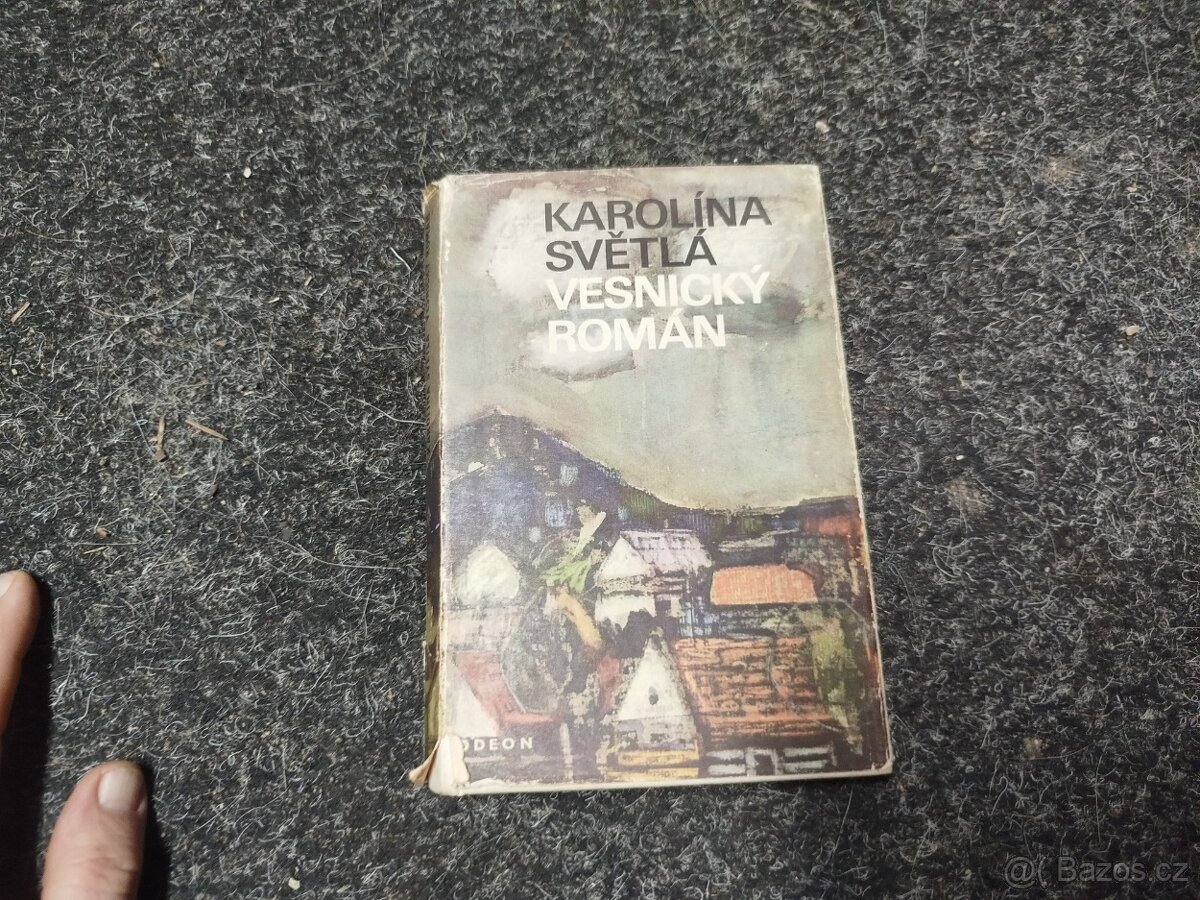 KAROLÍNA
SVĚTLÁ
VESNICKÝ
ROMÁN
ODEON
@( Bazos.cz